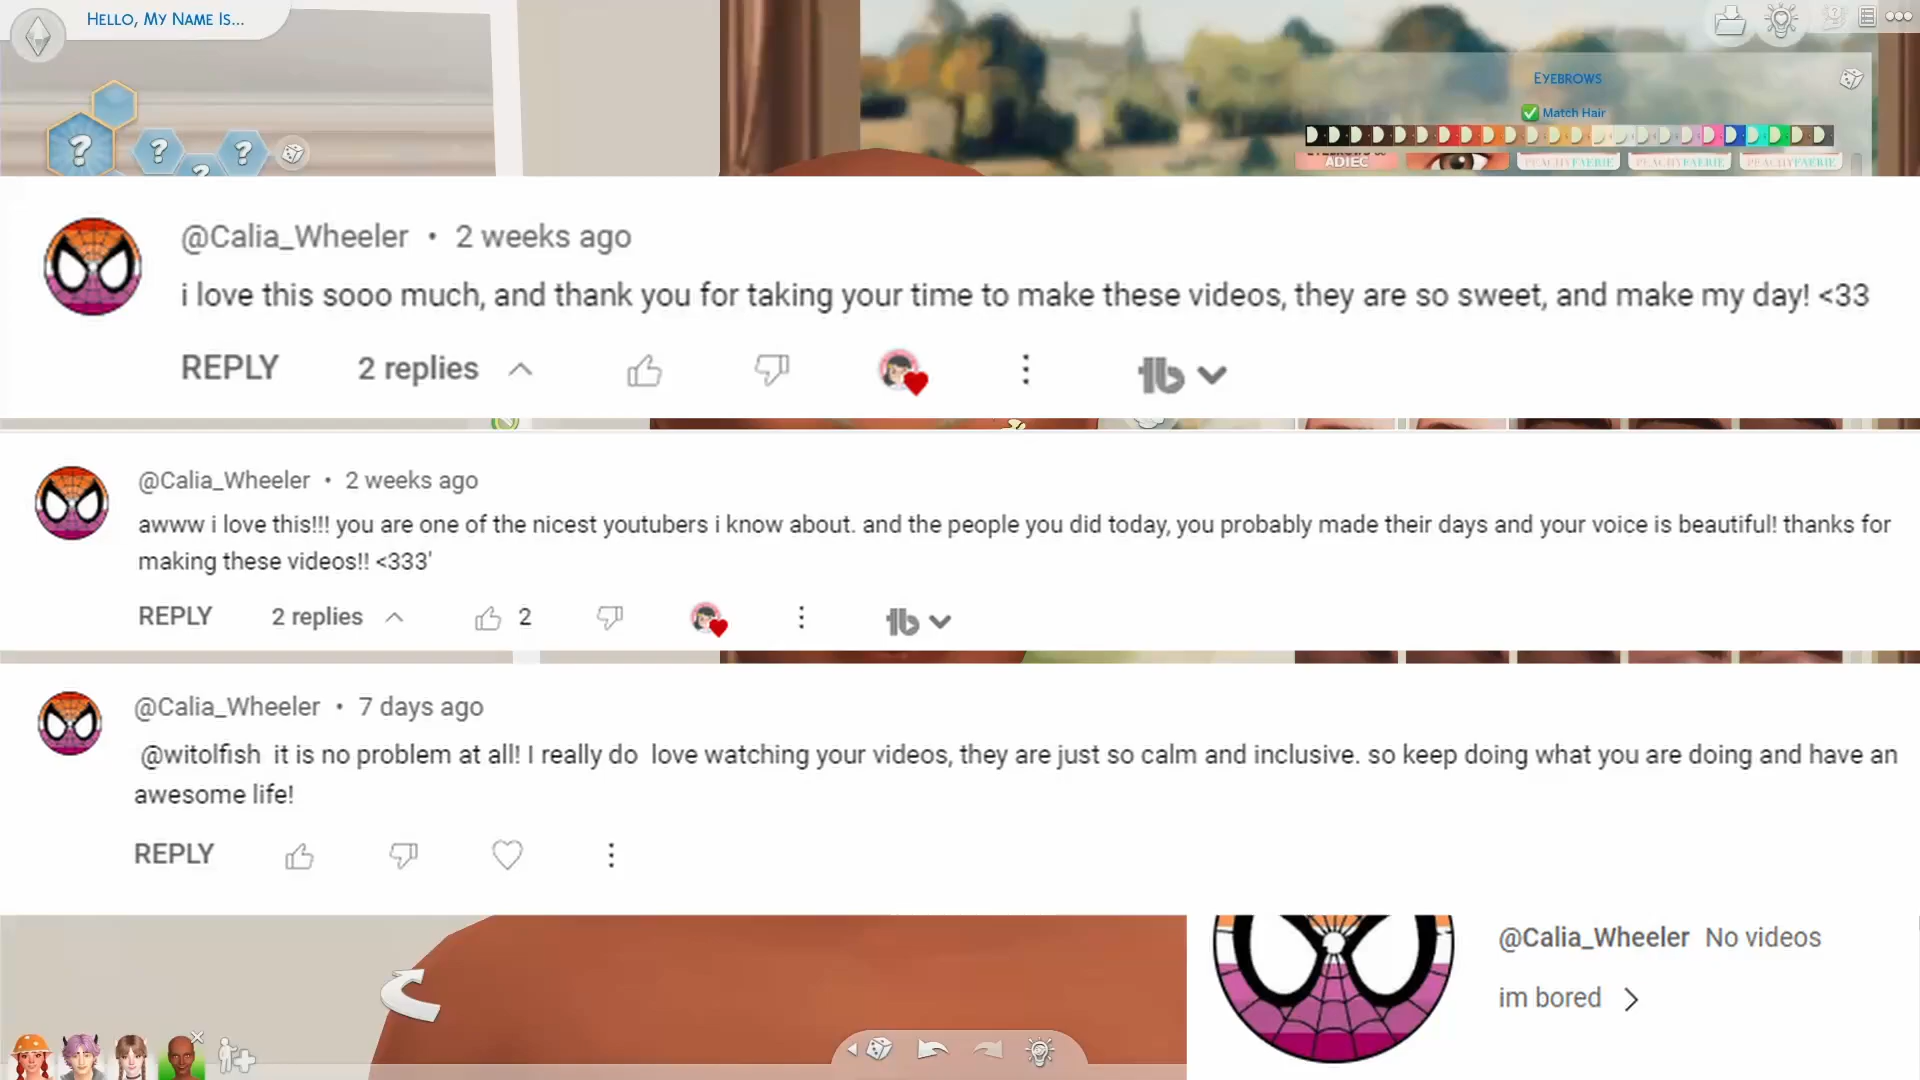 Hello, My Name Is...
Eyebrows
Match Hair
ADIEC
PEACHYFAERIE PEACHYFAERIE PEACHYFAERIE
@Calia_Wheeler • 2 weeks ago
i love this sooo much, and thank you for taking your time to make these videos, they are so sweet, and make my day! <33
REPLY 2 replies
@Calia_Wheeler • 2 weeks ago
awww i love this!!! you are one of the nicest youtubers i know about. and the people you did today, you probably made their days and your voice is beautiful! thanks for
making these videos!! <333'
REPLY 2 replies 2
@Calia_Wheeler • 7 days ago
@witolfish it is no problem at all! I really do love watching your videos, they are just so calm and inclusive. so keep doing what you are doing and have an
awesome life!
REPLY
@Calia_Wheeler No videos
im bored